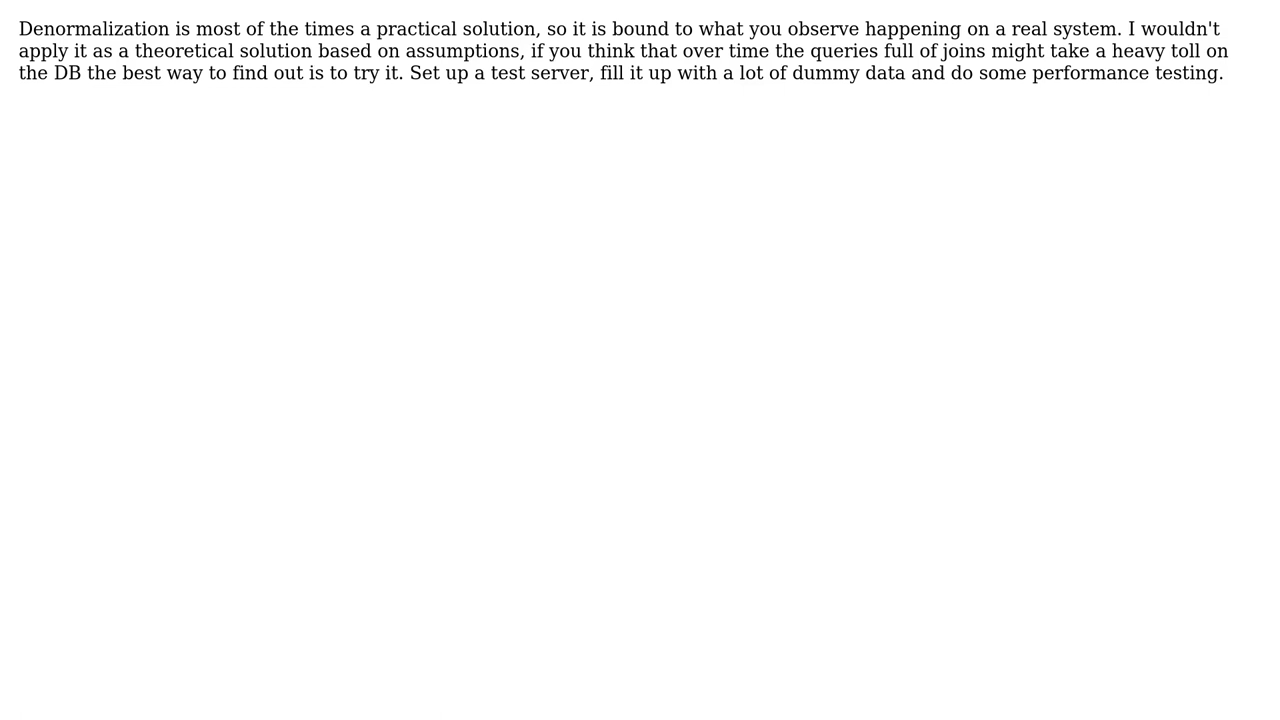 Denormalization is most of the times a practical solution, so it is bound to what you observe happening on a real system. I wouldn't
apply it as a theoretical solution based on assumptions, if you think that over time the queries full of joins might take a heavy toll on
the DB the best way to find out is to try it. Set up a test server, fill it up with a lot of dummy data and do some performance testing.